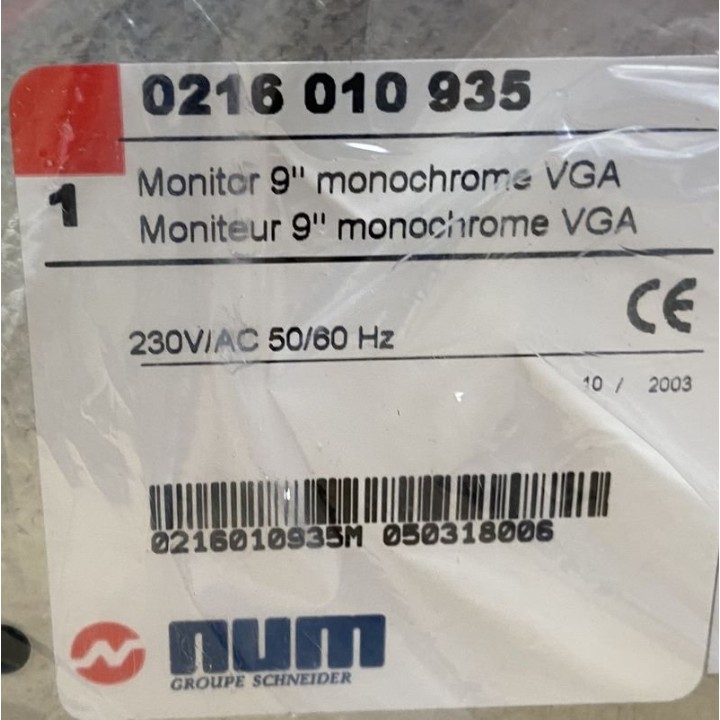 0216 010 935
1
Monitor 9" monochrome VGA
Moniteur 9" monochrome VGA
CE
230V/AC 50/60 Hz
10 / 2003
0216010935M 050318006
num
GROUPE SCHNEIDER